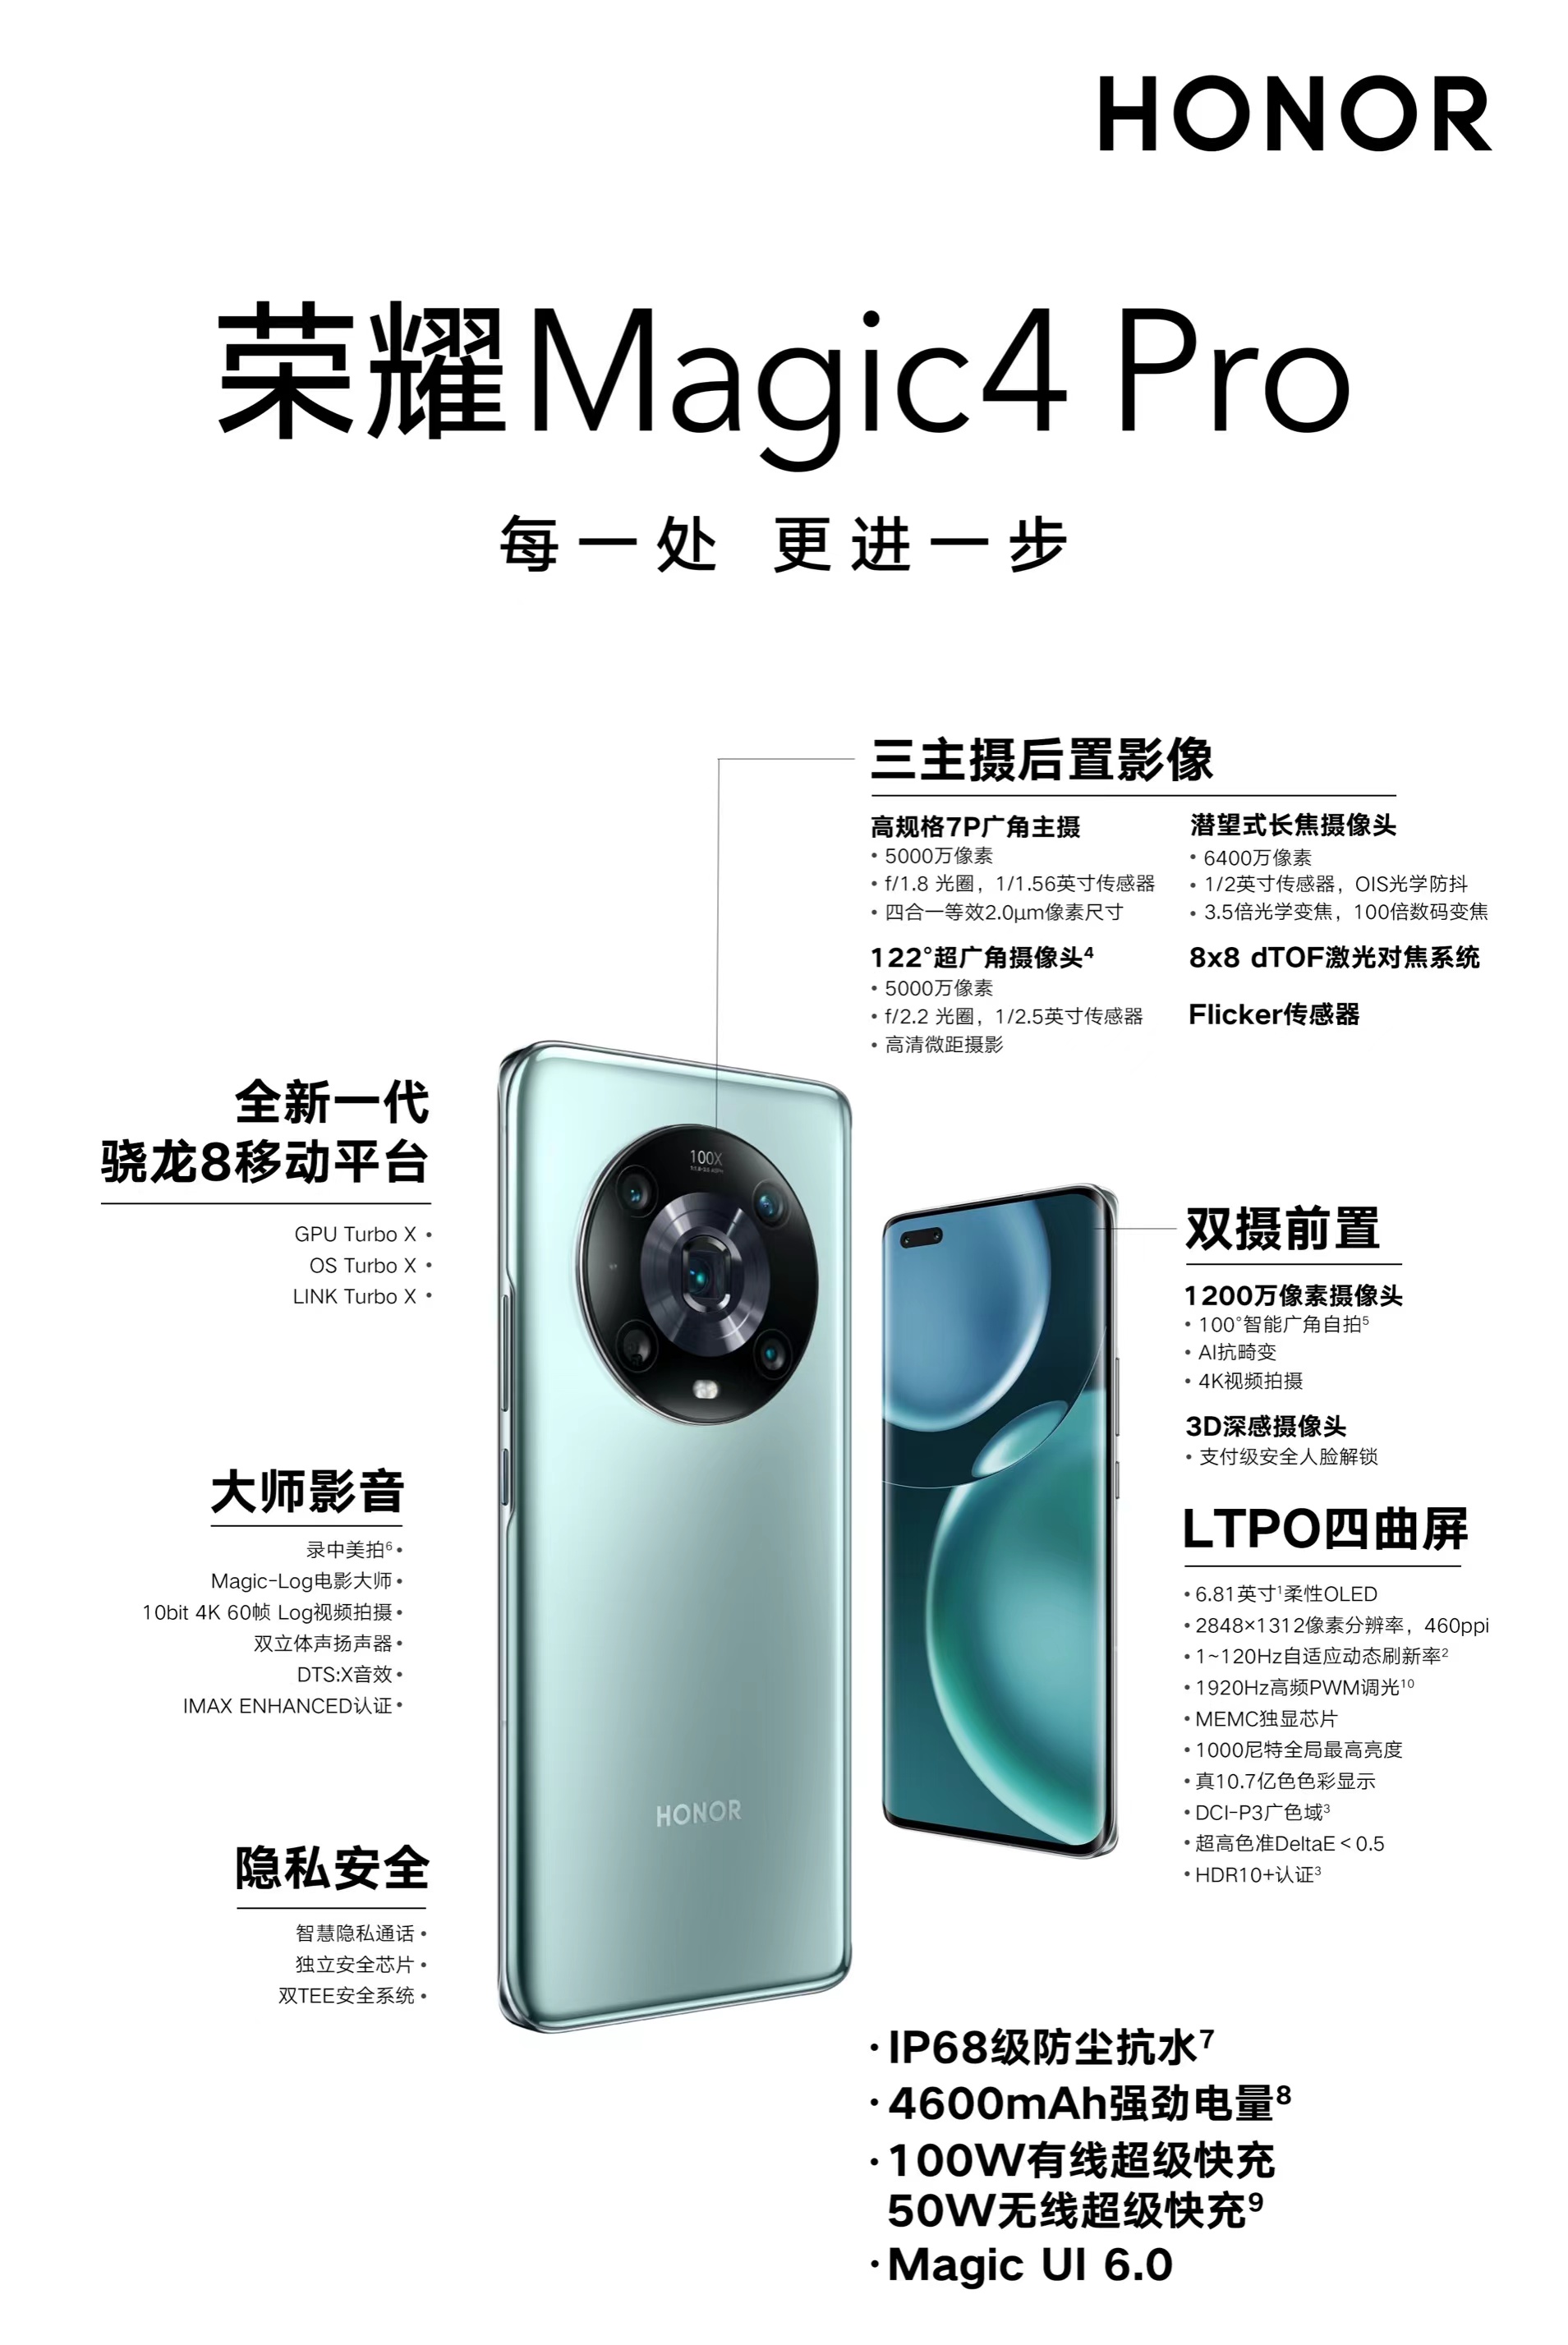 HONOR
荣耀Magic4 Pro
每一处 更进一步
三主摄后置影像
高规格7P广角主摄
• 5000万像素
• f/1.8 光圈，1/1.56英寸传感器
• 四合一等效2.0μm像素尺寸
潜望式长焦摄像头
• 6400万像素
• 1/2英寸传感器，OIS光学防抖
• 3.5倍光学变焦，100倍数码变焦
122°超广角摄像头⁴
• 5000万像素
• f/2.2 光圈，1/2.5英寸传感器
• 高清微距摄影
8x8 dTOF激光对焦系统
Flicker传感器
全新一代
骁龙8移动平台
GPU Turbo X •
OS Turbo X •
LINK Turbo X •
100X
双摄前置
1200万像素摄像头
• 100°智能广角自拍⁵
• AI抗畸变
• 4K视频拍摄
3D深感摄像头
• 支付级安全人脸解锁
大师影音
录中美拍⁶•
Magic-Log电影大师•
10bit 4K 60帧 Log视频拍摄•
双立体声扬声器•
DTS:X音效•
IMAX ENHANCED认证•
LTPO四曲屏
• 6.81英寸¹柔性OLED
• 2848×1312像素分辨率，460ppi
• 1~120Hz自适应动态刷新率²
• 1920Hz高频PWM调光¹⁰
• MEMC独显芯片
• 1000尼特全局最高亮度
• 真10.7亿色色彩显示
• DCI-P3广色域³
• 超高色准DeltaE＜0.5
• HDR10+认证³
HONOR
隐私安全
智慧隐私通话 •
独立安全芯片 •
双TEE安全系统 •
·IP68级防尘抗水⁷
·4600mAh强劲电量⁸
·100W有线超级快充
50W无线超级快充⁹
·Magic UI 6.0